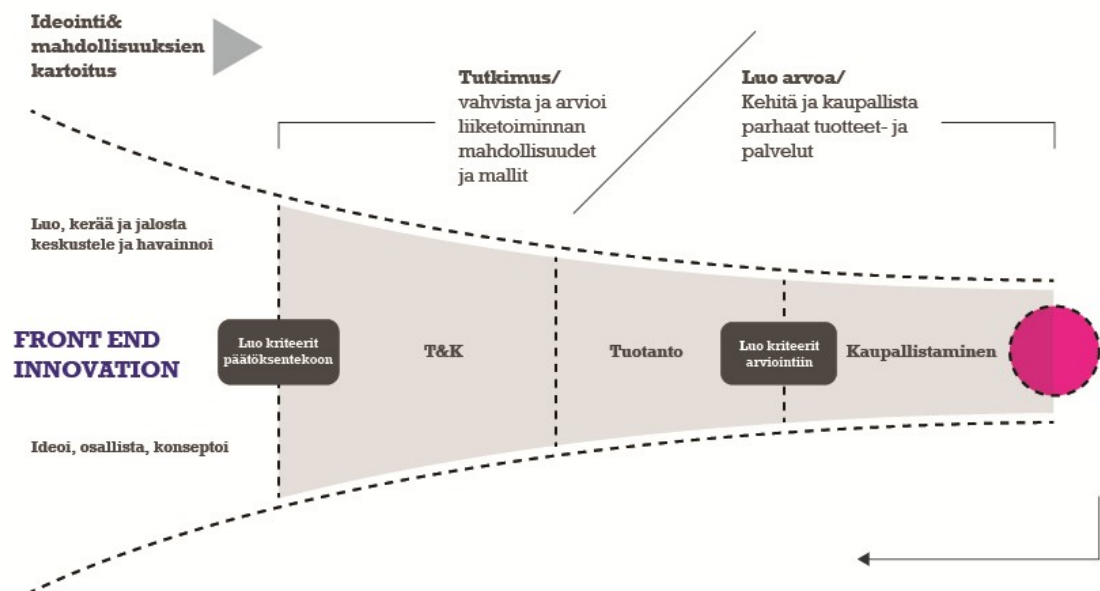 Ideointi&
mahdollisuuksien
kartoitus
Tutkimus/
vahvista ja arvioi
liiketoiminnan
mahdollisuudet
ja mallit
Luo arvoa/
Kehitä ja kaupallista
parhaat tuotteet- ja
palvelut
Luo, kerää ja jalosta
keskustele ja havainnoi
FRONT END
INNOVATION
Luo kriteerit
päätöksentekoon
T&K
Tuotanto
Luo kriteerit
arviointiin
Kaupallistaminen
Ideoi, osallista, konseptoi